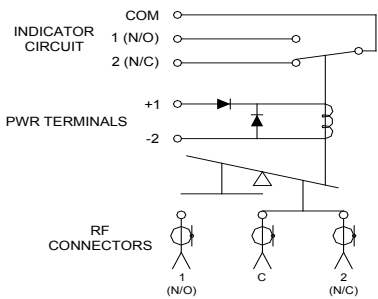 COM
INDICATOR
CIRCUIT
1 (N/O)
2 (N/C)
+1
PWR TERMINALS
-2
RF
CONNECTORS
1
(N/O)
C
2
(N/C)